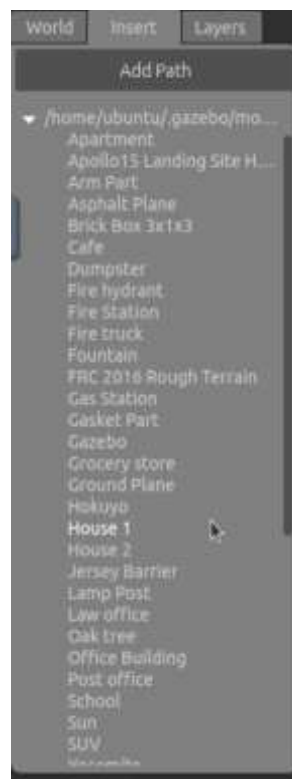 World Insert Layers
Add Path
/home/ubuntu/.gazebo/mo...
Apartment
Apollo15 Landing Site H...
Arm Part
Asphalt Plane
Brick Box 3x1x3
Cafe
Dumpster
Fire hydrant
Fire Station
Fire truck
Fountain
FRC 2016 Rough Terrain
Gas Station
Gasket Part
Gazebo
Grocery store
Ground Plane
Hokuyo
House 1
House 2
Jersey Barrier
Lamp Post
Law office
Oak tree
Office Building
Post office
School
Sun
SUV